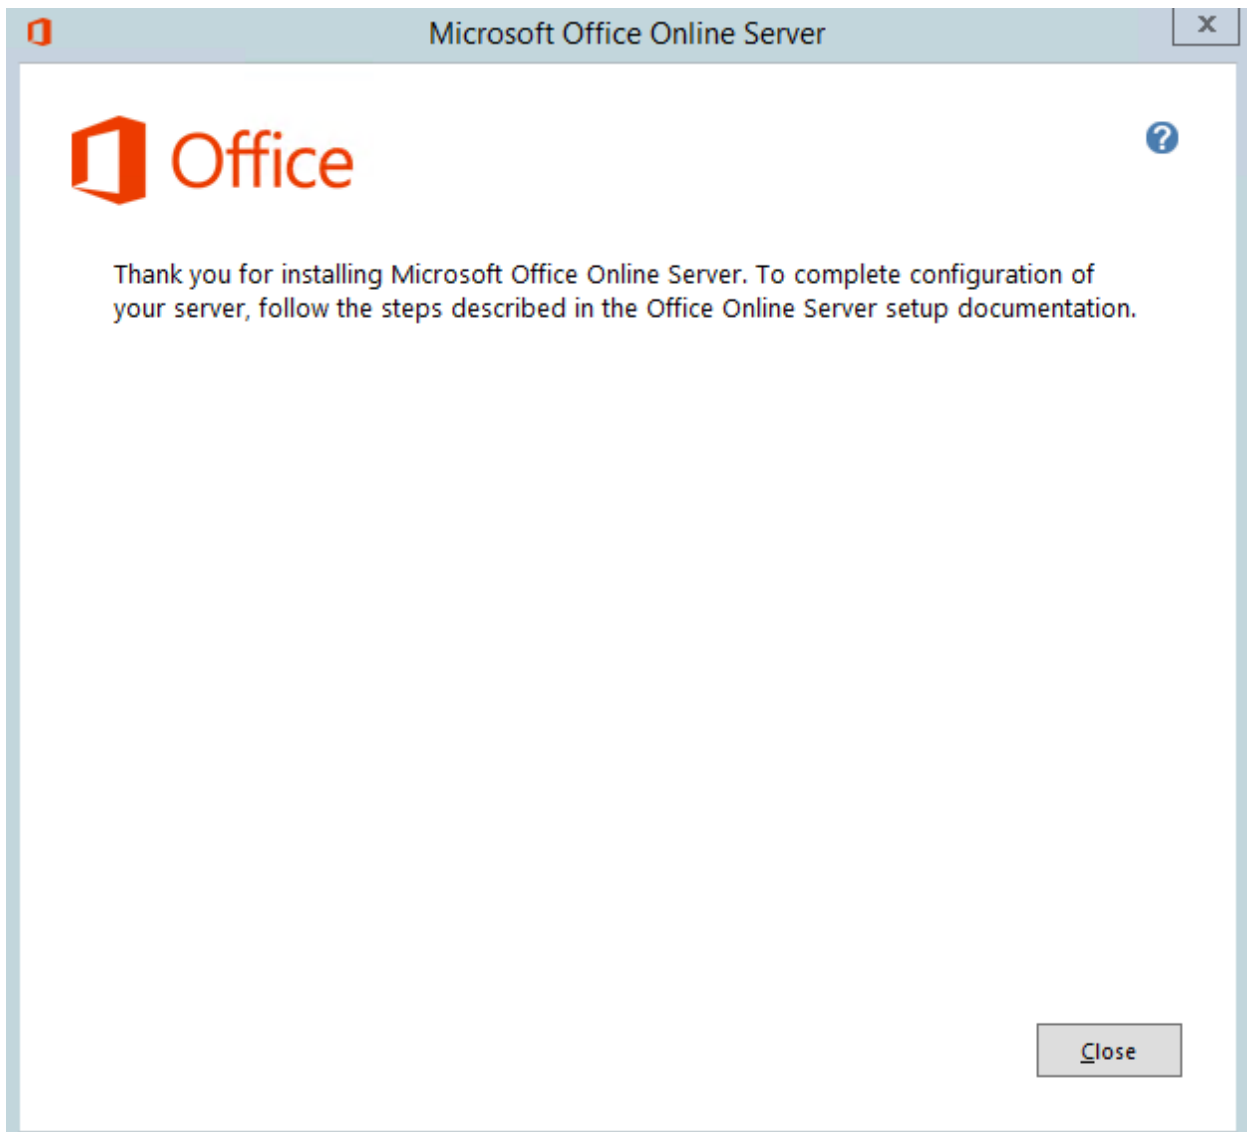 Microsoft Office Online Server
x
Office
?
Thank you for installing Microsoft Office Online Server. To complete configuration of
your server, follow the steps described in the Office Online Server setup documentation.
Close